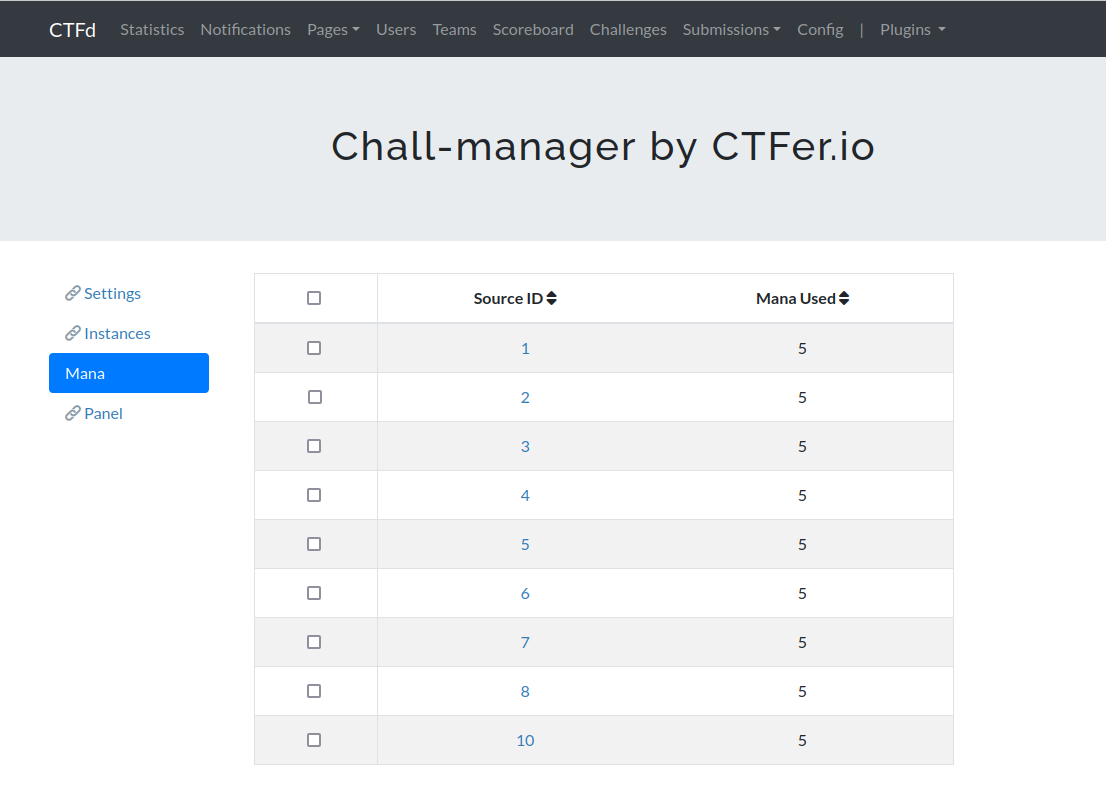 CTFd Statistics Notifications Pages Users Teams Scoreboard Challenges Submissions Config | Plugins
Chall-manager by CTFer.io
Settings
Instances
Mana
Panel
Source ID Mana Used
1 5
2 5
3 5
4 5
5 5
6 5
7 5
8 5
10 5